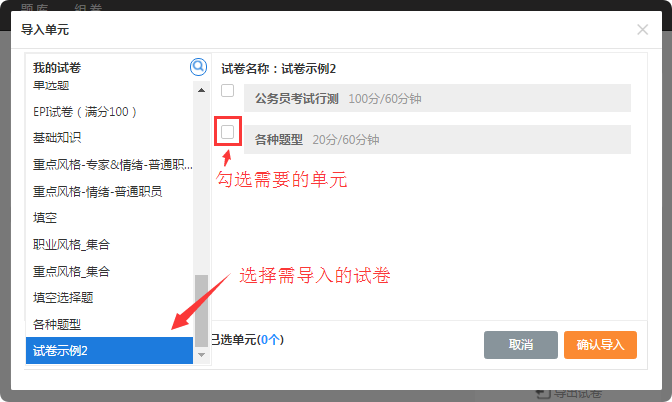 题库 组卷
导入单元
我的试卷
单选题
EPI试卷（满分100）
基础知识
重点风格-专家&情绪-普通职...
重点风格-情绪-普通职员
填空
职业风格_集合
重点风格_集合
填空选择题
各种题型
试卷示例2
试卷名称：试卷示例2
公务员考试行测 100分/60分钟
各种题型 20分/60分钟
勾选需要的单元
选择需导入的试卷
已选单元(0个)
取消
确认导入
导出试卷